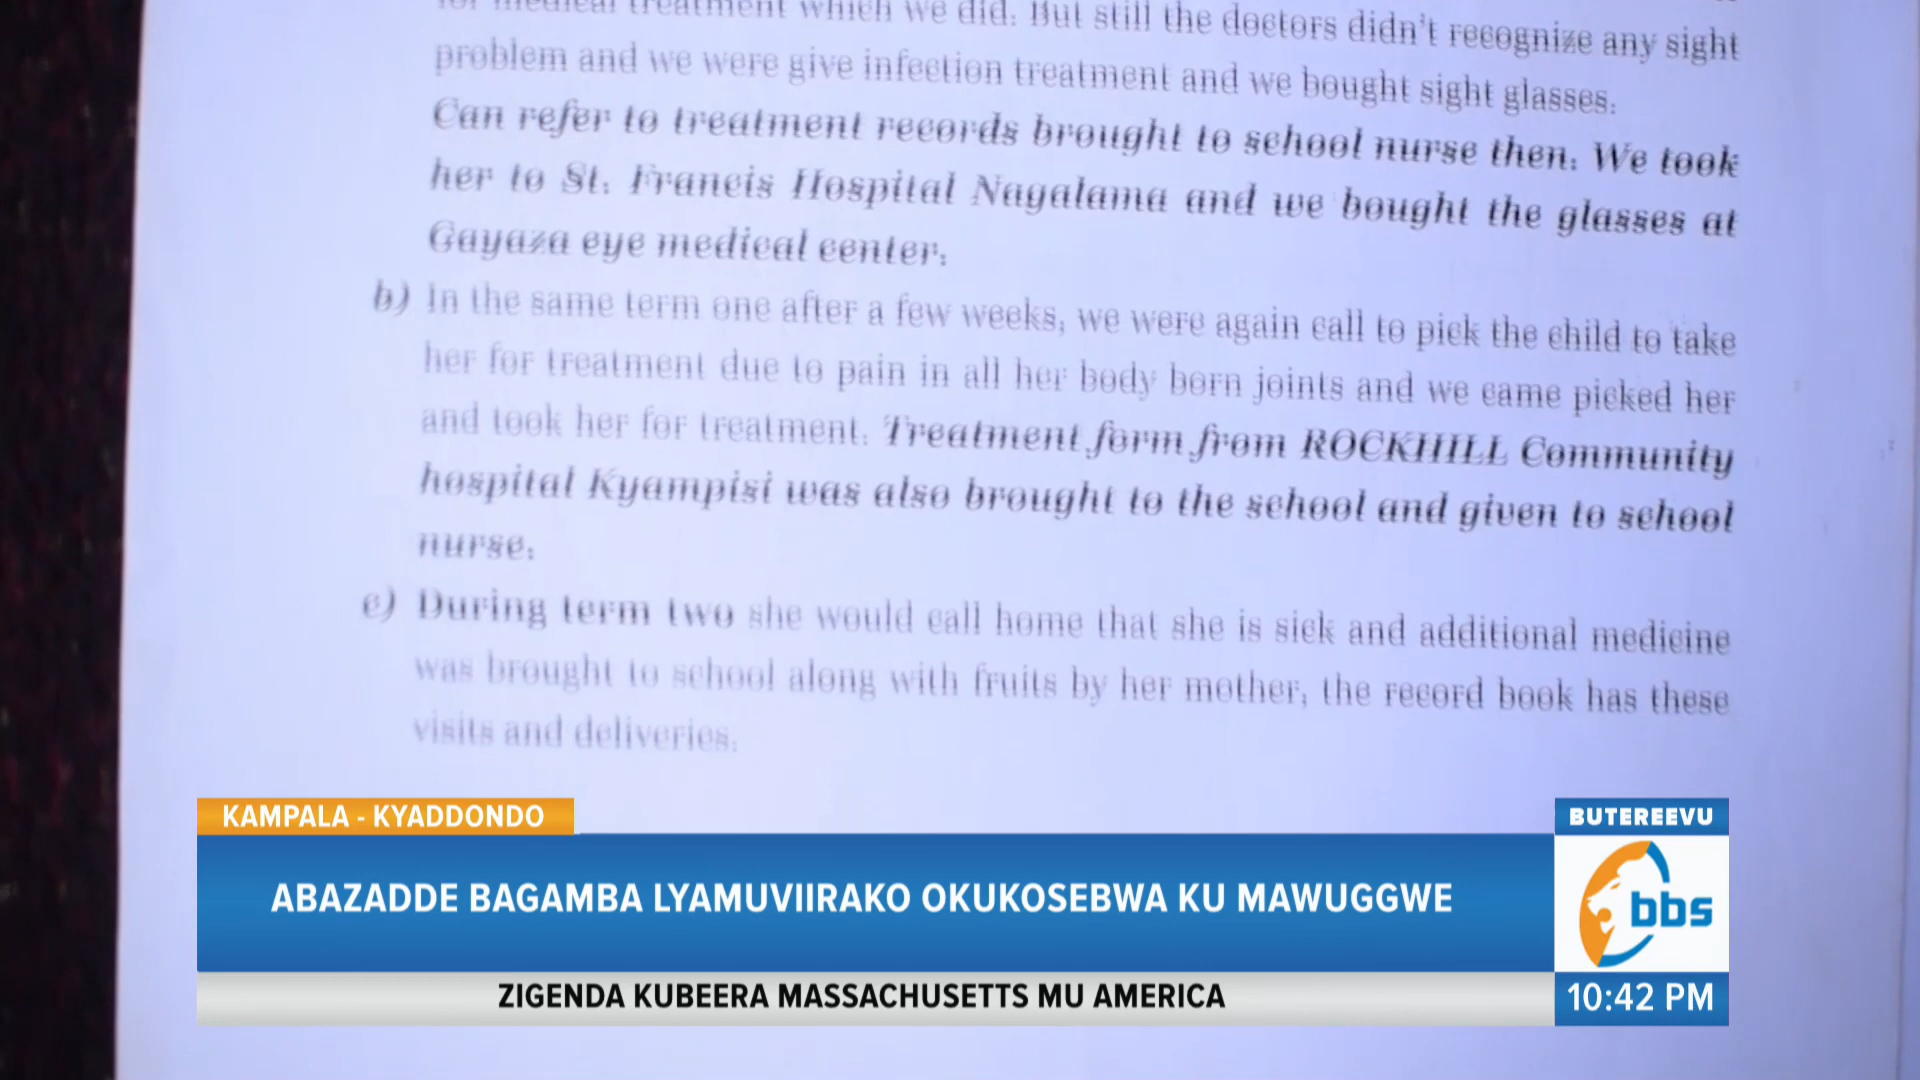 for medical treatment which we did. But still the doctors didn't recognize any sight
problem and we were give infection treatment and we bought sight glasses.
Can refer to treatment records brought to school nurse then. We took
her to St. Francis Hospital Nagalama and we bought the glasses at
Gayaza eye medical center.
b) In the same term one after a few weeks, we were again call to pick the child to take
her for treatment due to pain in all her body born joints and we came picked her
and took her for treatment. Treatment form from ROCKHILL Community
hospital Kyampisi was also brought to the school and given to school
nurse.
c) During term two she would call home that she is sick and additional medicine
was brought to school along with fruits by her mother, the record book has these
visits and deliveries.
KAMPALA - KYADDONDO
BUTEREEVU
ABAZADDE BAGAMBA LYAMUVIIRAKO OKUKOSEBWA KU MAWUGGWE
bbs
ZIGENDA KUBEERA MASSACHUSETTS MU AMERICA
10:42 PM